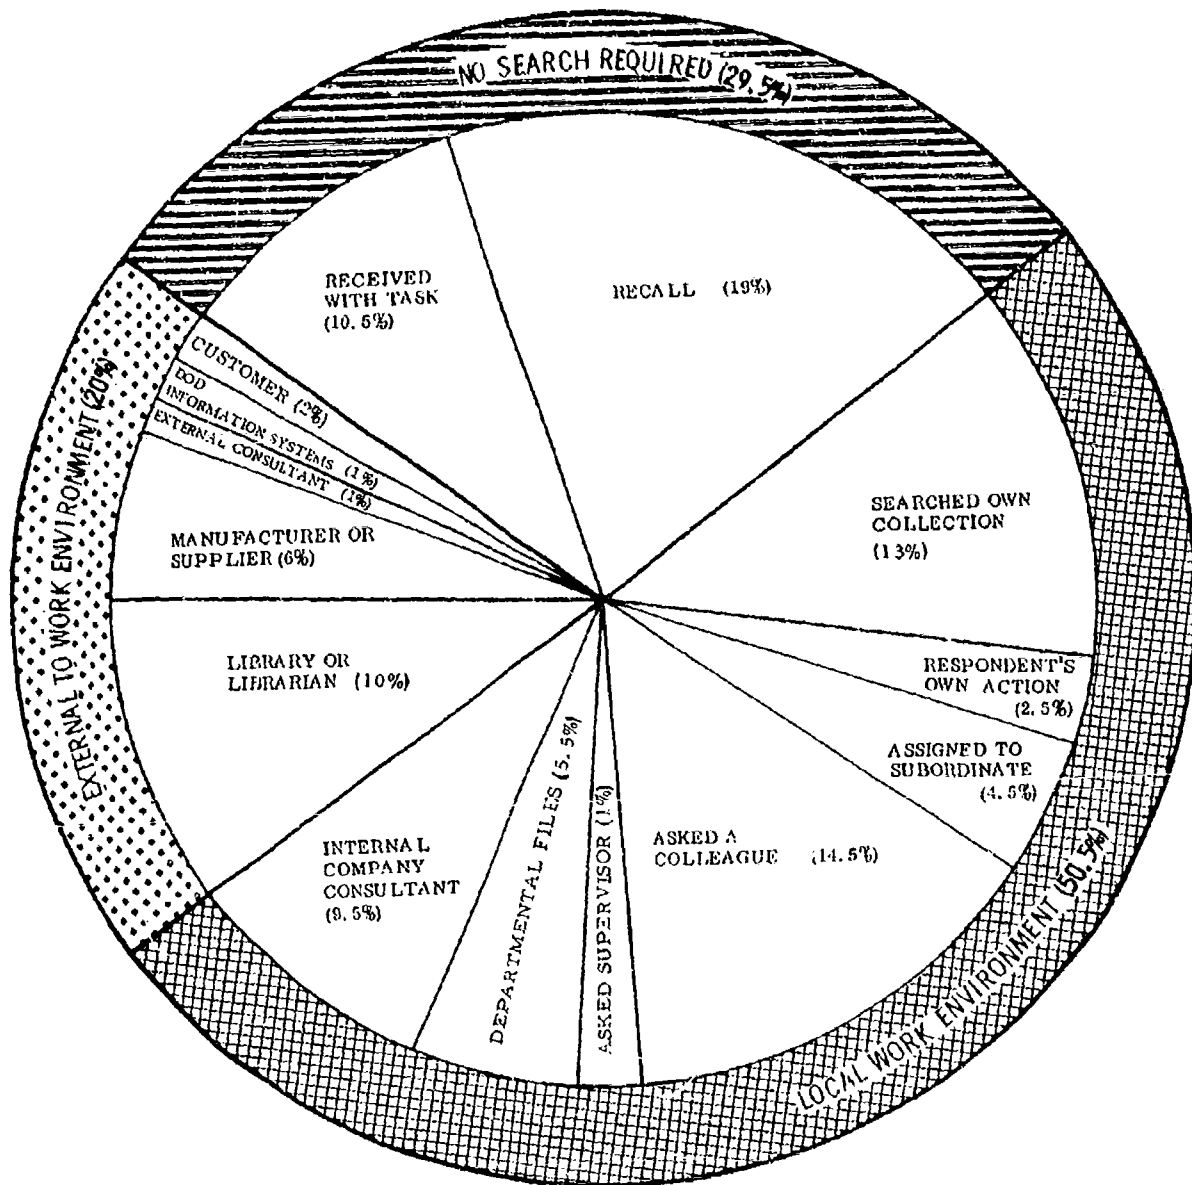 NO SEARCH REQUIRED (29.5%)
RECEIVED
WITH TASK
(10.5%)
RECALL (19%)
CUSTOMER (2%)
DOD
INFORMATION SYSTEMS (1%)
EXTERNAL CONSULTANT (1%)
MANUFACTURER OR
SUPPLIER (6%)
EXTERNAL TO WORK ENVIRONMENT (20%)
LIBRARY OR
LIBRARIAN (10%)
SEARCHED OWN
COLLECTION
(13%)
RESPONDENT'S
OWN ACTION
(2.5%)
ASSIGNED TO
SUBORDINATE
(4.5%)
ASKED A
COLLEAGUE (14.5%)
ASKED SUPERVISOR (1%)
DEPARTMENTAL FILES (5.5%)
INTERNAL
COMPANY
CONSULTANT
(9.5%)
LOCAL WORK ENVIRONMENT (50.5%)